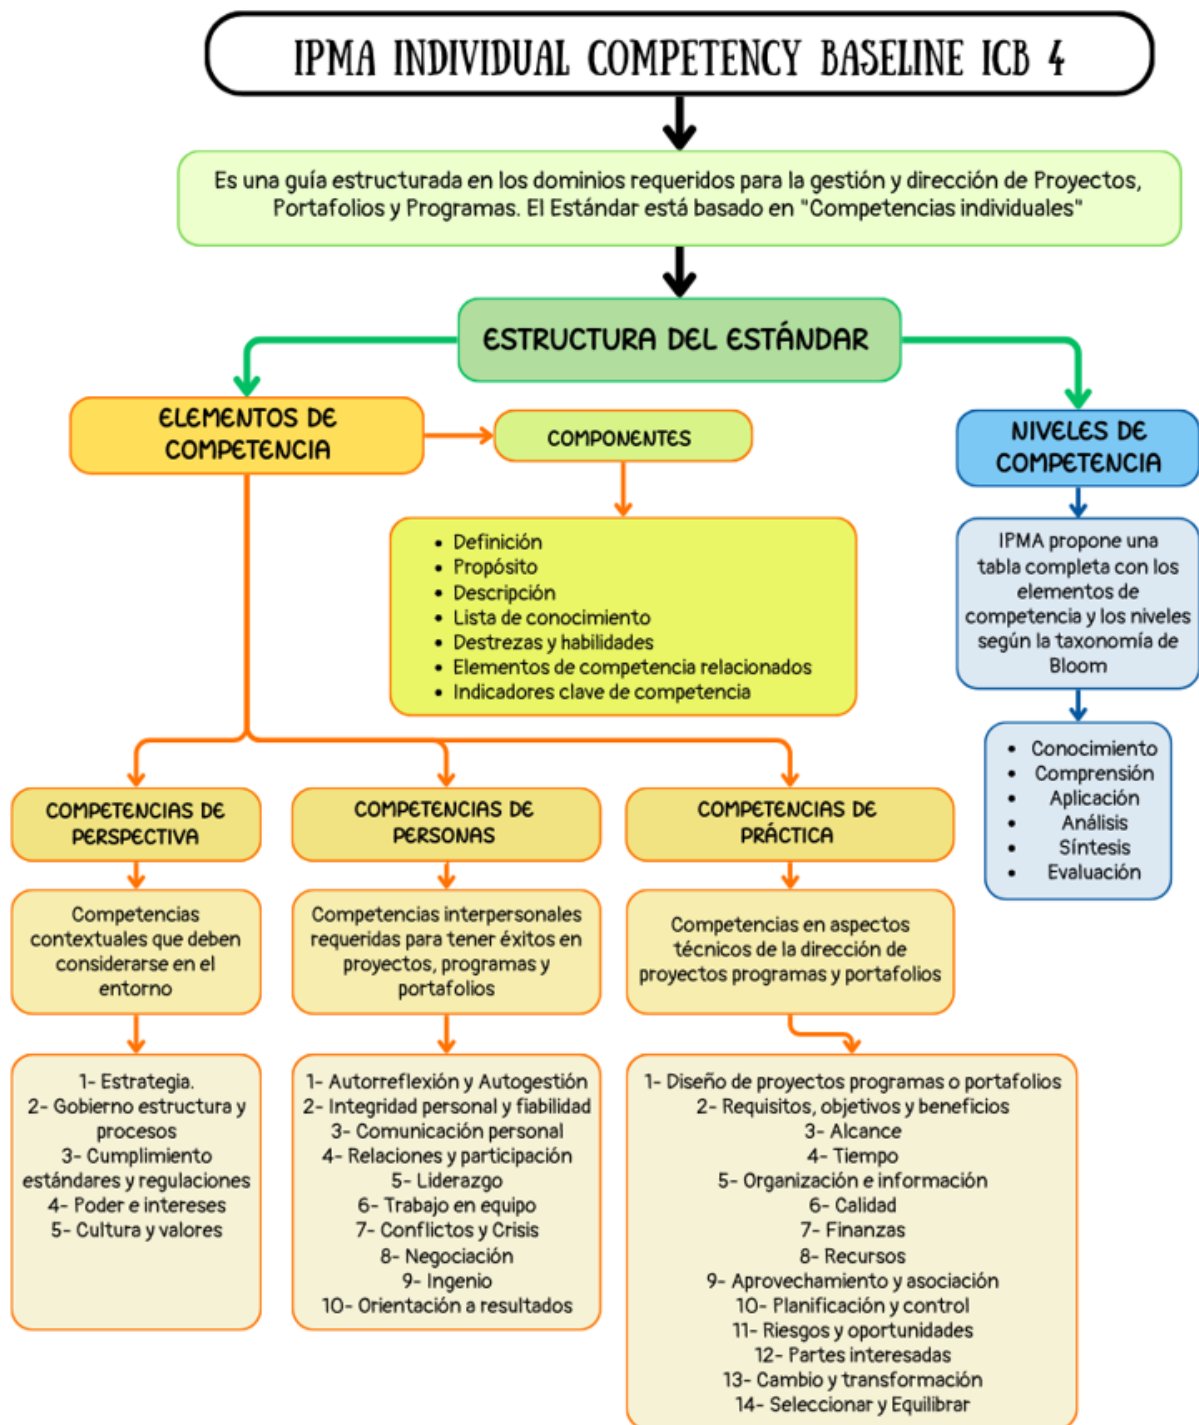 IPMA INDIVIDUAL COMPETENCY BASELINE ICB 4
Es una guía estructurada en los dominios requeridos para la gestión y dirección de Proyectos,
Portafolios y Programas. El Estándar está basado en "Competencias individuales"
ESTRUCTURA DEL ESTÁNDAR
ELEMENTOS DE
COMPETENCIA
COMPONENTES
• Definición
• Propósito
• Descripción
• Lista de conocimiento
• Destrezas y habilidades
• Elementos de competencia relacionados
• Indicadores clave de competencia
NIVELES DE
COMPETENCIA
IPMA propone una
tabla completa con los
elementos de
competencia y los niveles
según la taxonomía de
Bloom
• Conocimiento
• Comprensión
• Aplicación
• Análisis
• Síntesis
• Evaluación
COMPETENCIAS DE
PERSPECTIVA
Competencias
contextuales que deben
considerarse en el
entorno
1- Estrategia.
2- Gobierno estructura y
procesos
3- Cumplimiento
estándares y regulaciones
4- Poder e intereses
5- Cultura y valores
COMPETENCIAS DE
PERSONAS
Competencias interpersonales
requeridas para tener éxitos en
proyectos, programas y
portafolios
1- Autorreflexión y Autogestión
2- Integridad personal y fiabilidad
3- Comunicación personal
4- Relaciones y participación
5- Liderazgo
6- Trabajo en equipo
7- Conflictos y Crisis
8- Negociación
9- Ingenio
10- Orientación a resultados
COMPETENCIAS DE
PRÁCTICA
Competencias en aspectos
técnicos de la dirección de
proyectos programas y portafolios
1- Diseño de proyectos programas o portafolios
2- Requisitos, objetivos y beneficios
3- Alcance
4- Tiempo
5- Organización e información
6- Calidad
7- Finanzas
8- Recursos
9- Aprovechamiento y asociación
10- Planificación y control
11- Riesgos y oportunidades
12- Partes interesadas
13- Cambio y transformación
14- Seleccionar y Equilibrar